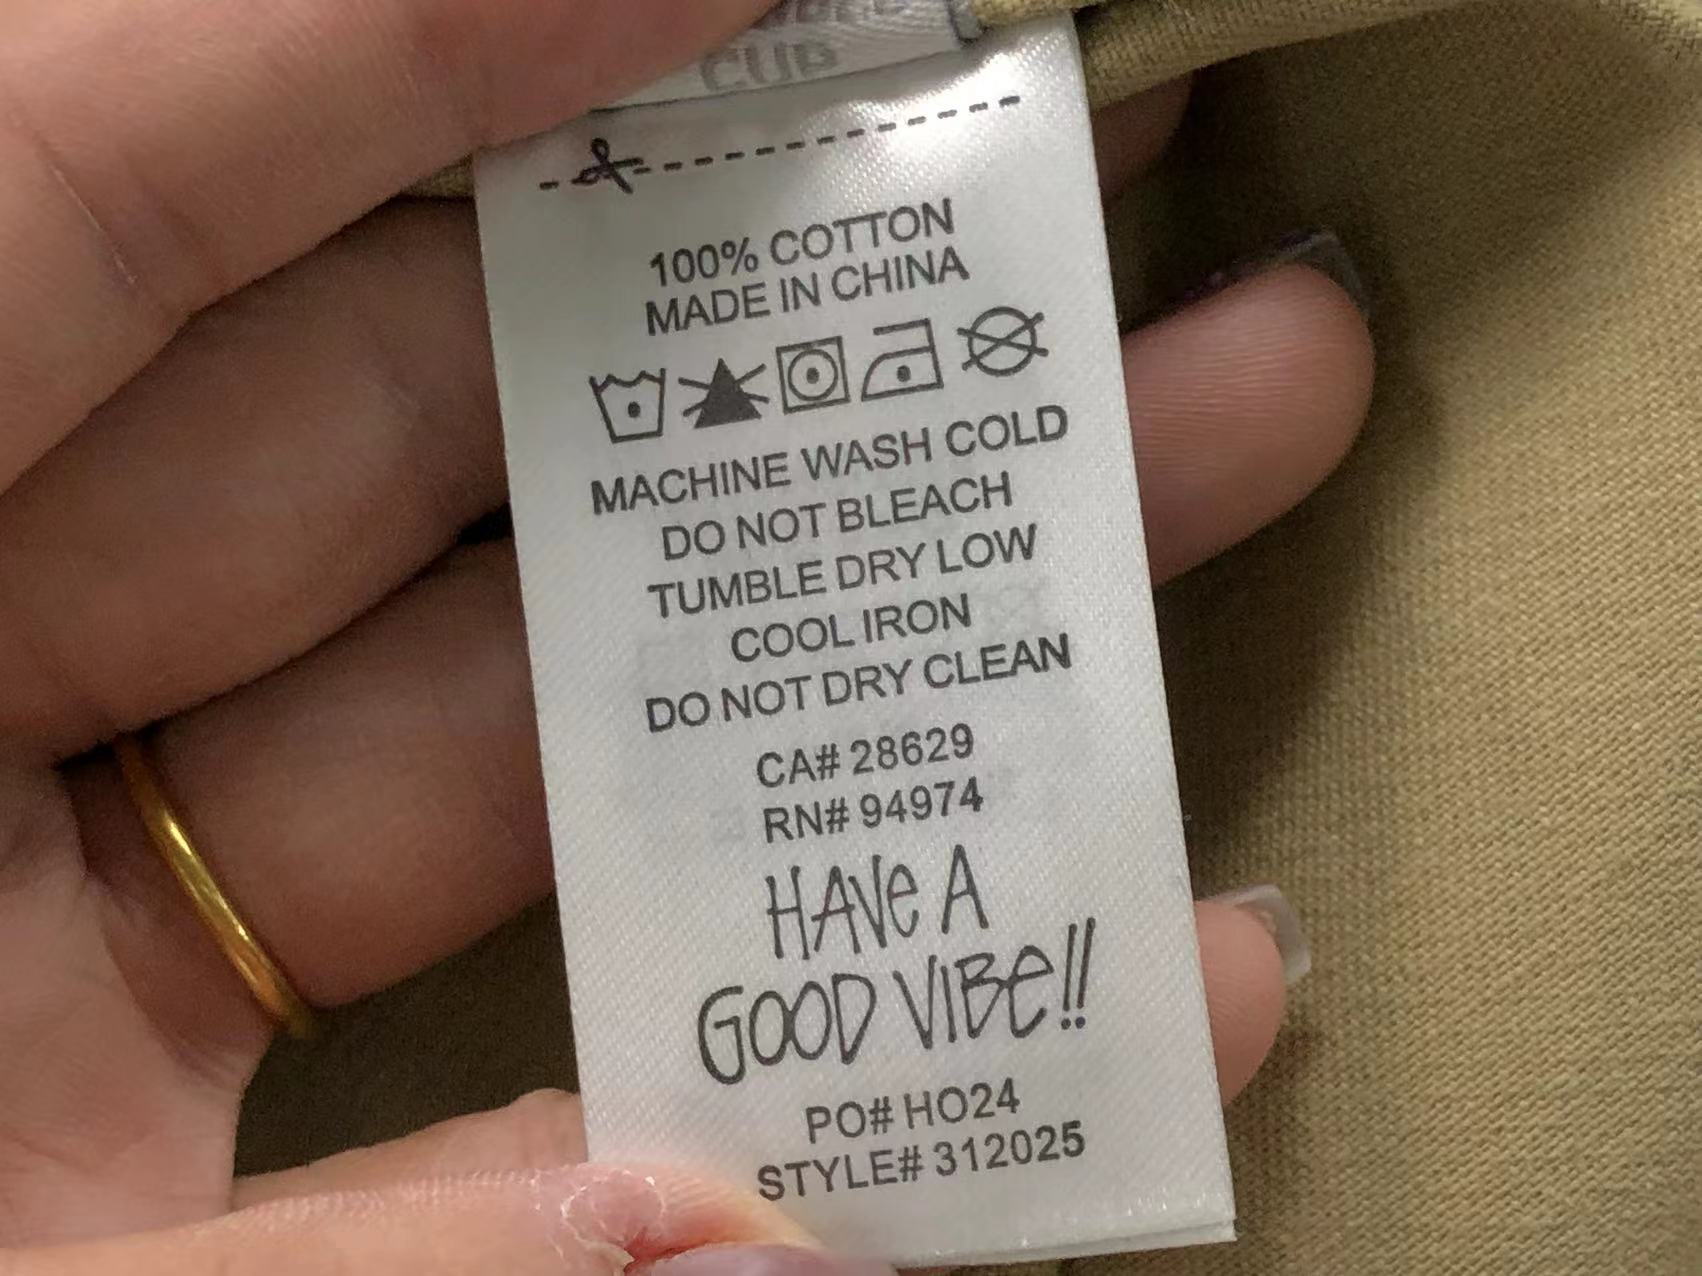 100% COTTON
MADE IN CHINA
MACHINE WASH COLD
DO NOT BLEACH
TUMBLE DRY LOW
COOL IRON
DO NOT DRY CLEAN
CA# 28629
RN# 94974
HAVe A
GOOD VIBe!!
PO# HO24
STYLE# 312025